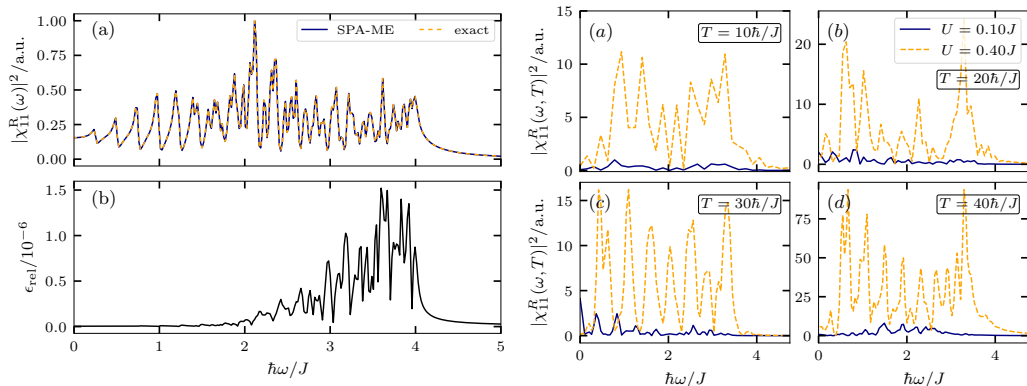 (a)
SPA-ME
exact
|χ^R_11(ω)|²/a.u.
1.00
0.75
0.50
0.25
0.00
(b)
ϵ_rel/10⁻⁶
1.5
1.0
0.5
0.0
0 1 2 3 4 5
ħω/J
(a)
T = 10ħ/J
|χ^R_11(ω, T)|²/a.u.
15
10
5
0
(b)
U = 0.10J
U = 0.40J
T = 20ħ/J
20
10
0
(c)
T = 30ħ/J
|χ^R_11(ω, T)|²/a.u.
15
10
5
0
0 2 4
ħω/J
(d)
T = 40ħ/J
75
50
25
0
0 2 4
ħω/J